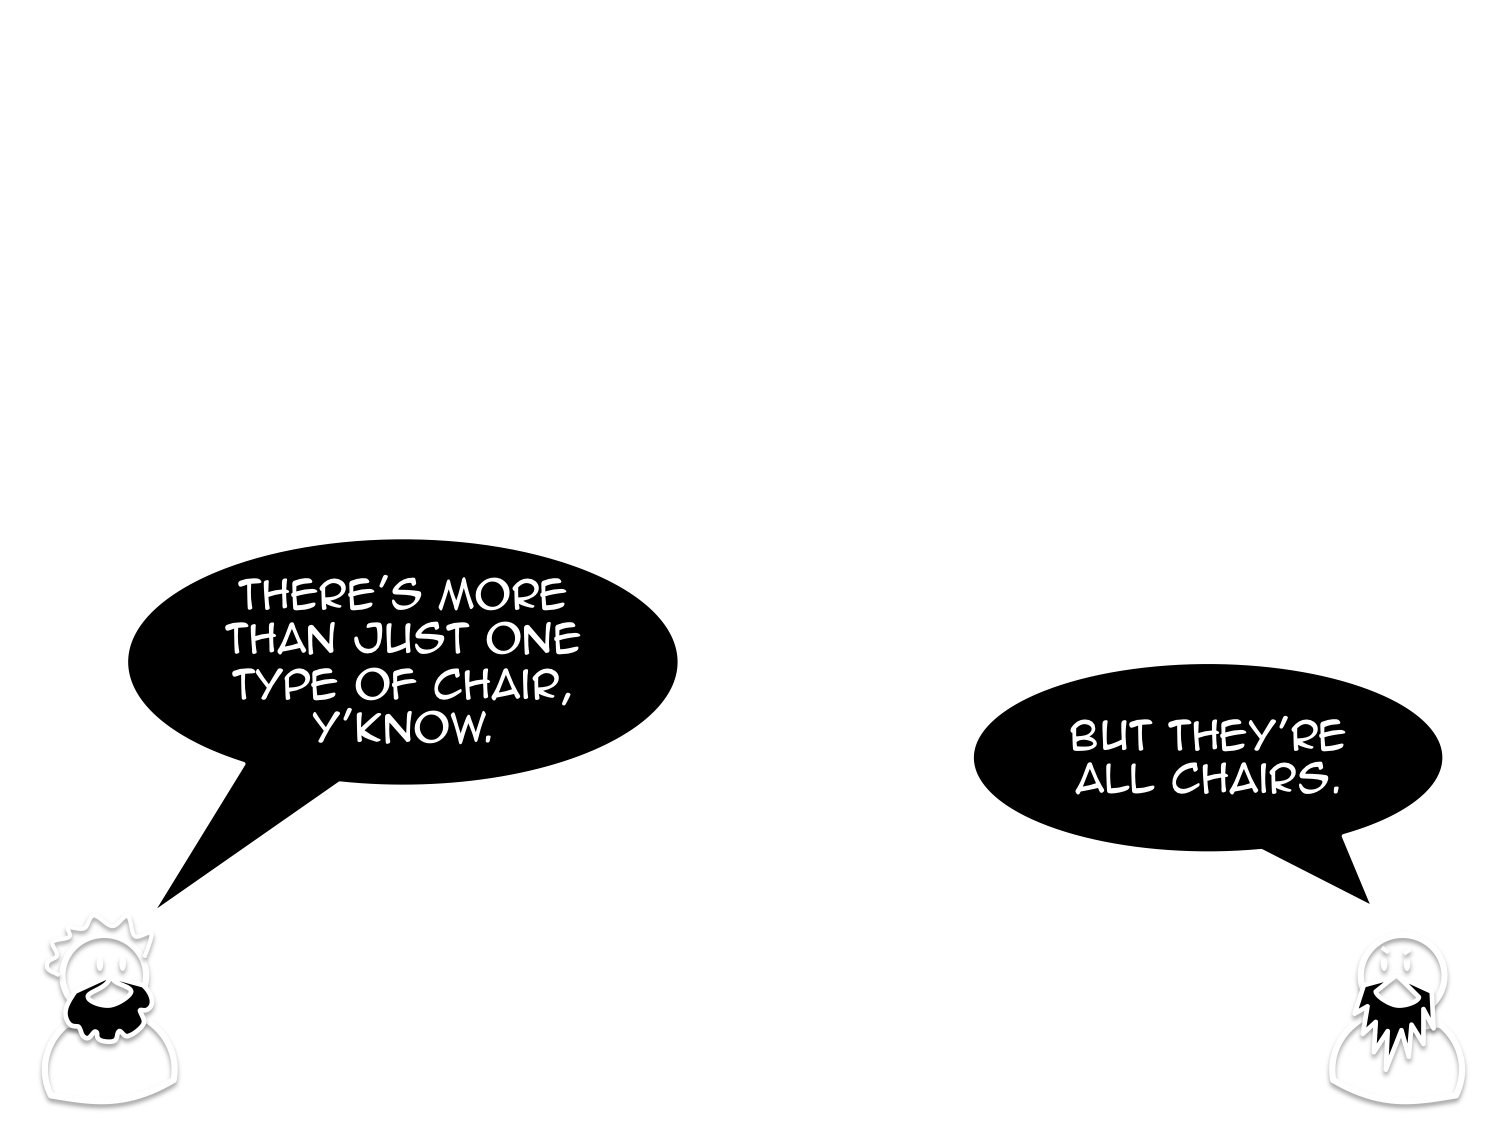 THERE'S MORE
THAN JUST ONE
TYPE OF CHAIR,
Y'KNOW.
BUT THEY'RE
ALL CHAIRS.